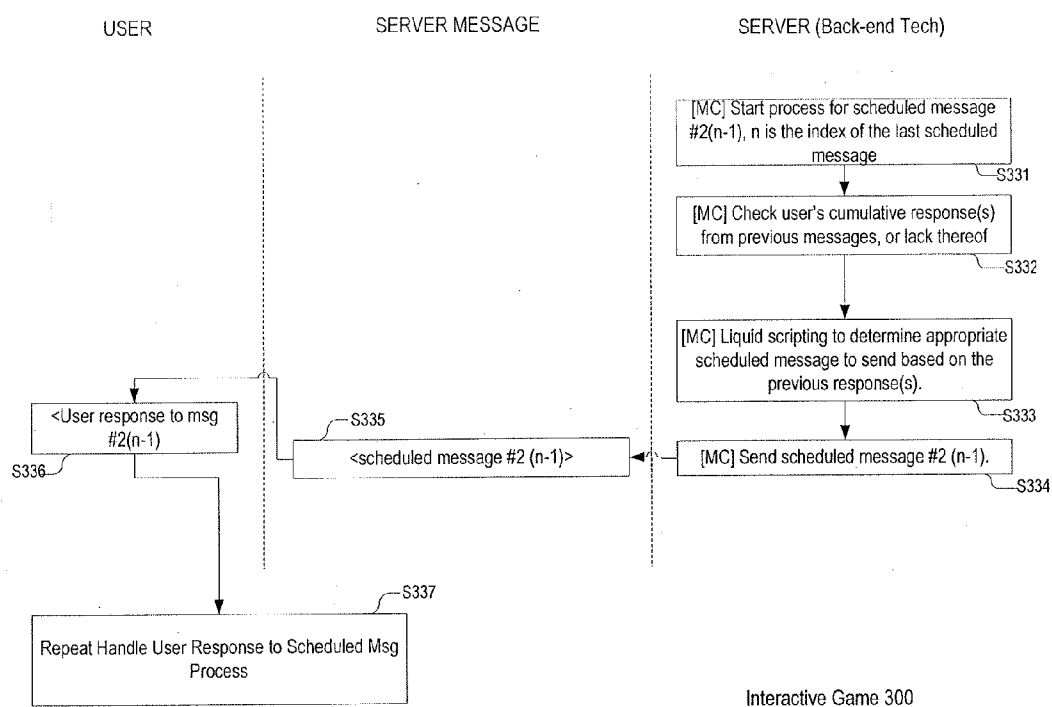 USER
SERVER MESSAGE
SERVER (Back-end Tech)
[MC] Start process for scheduled message
#2(n-1), n is the index of the last scheduled
message
S331
[MC] Check user's cumulative response(s)
from previous messages, or lack thereof
S332
[MC] Liquid scripting to determine appropriate
scheduled message to send based on the
previous response(s).
S333
[MC] Send scheduled message #2 (n-1).
S334
S335
<scheduled message #2 (n-1)>
<User response to msg
#2(n-1)
S336
S337
Repeat Handle User Response to Scheduled Msg
Process
Interactive Game 300